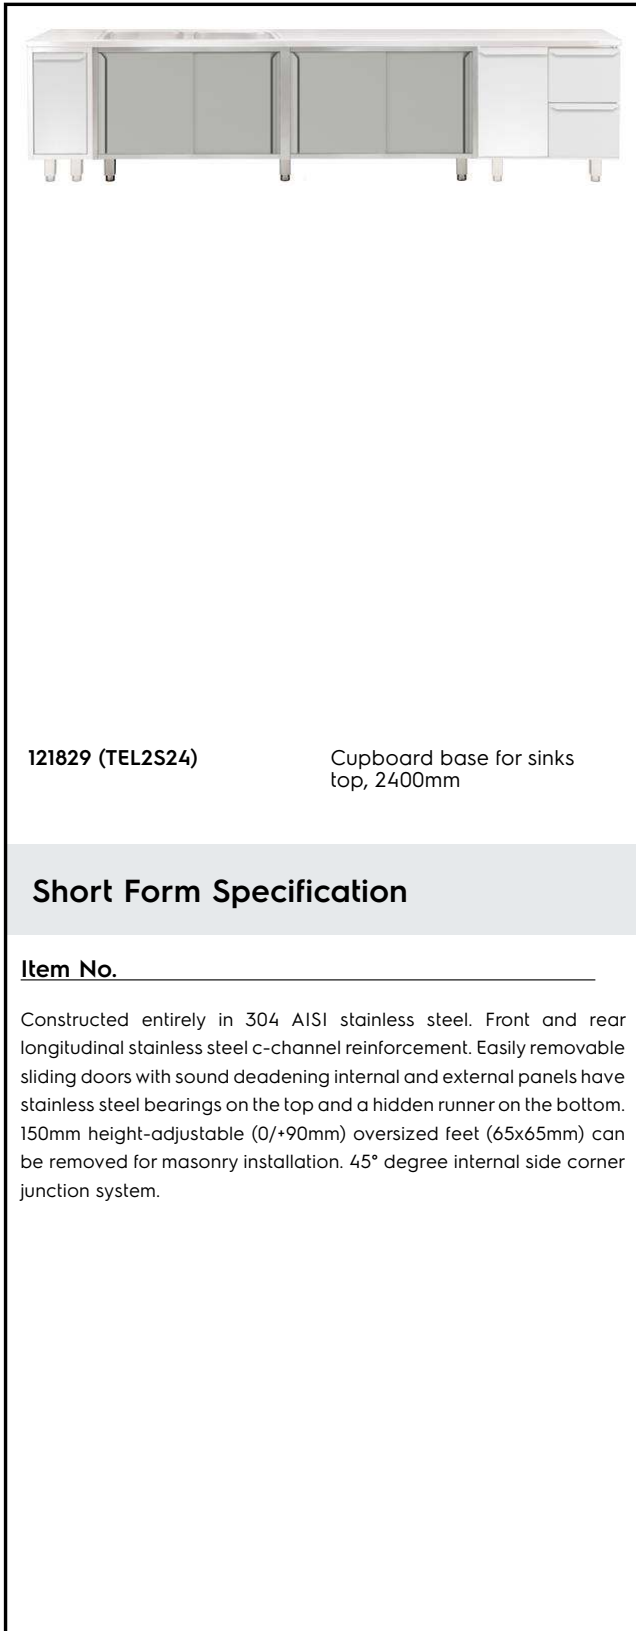 121829 (TEL2S24)
Cupboard base for sinks
top, 2400mm
Short Form Specification
Item No.
Constructed entirely in 304 AISI stainless steel. Front and rear
longitudinal stainless steel c-channel reinforcement. Easily removable
sliding doors with sound deadening internal and external panels have
stainless steel bearings on the top and a hidden runner on the bottom.
150mm height-adjustable (0/+90mm) oversized feet (65x65mm) can
be removed for masonry installation. 45° degree internal side corner
junction system.